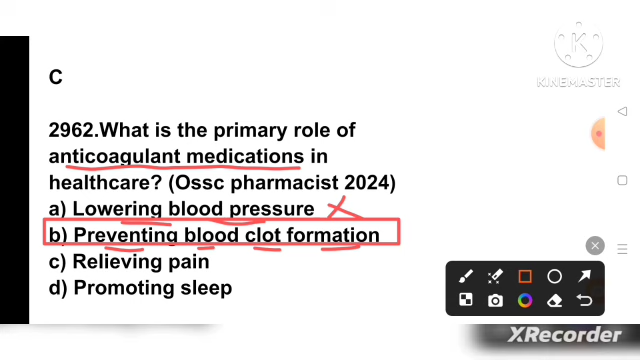 C
KINEMASTER
2962.What is the primary role of
anticoagulant medications in
healthcare? (Ossc pharmacist 2024)
a) Lowering blood pressure
b) Preventing blood clot formation
c) Relieving pain
d) Promoting sleep
XRecorder